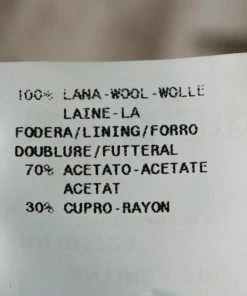 100% LANA-WOOL-WOLLE
LAINE-LA
FODERA/LINING/FORRO
DOUBLURE/FUTTERAL
70% ACETATO-ACETATE
ACETAT
30% CUPRO-RAYON